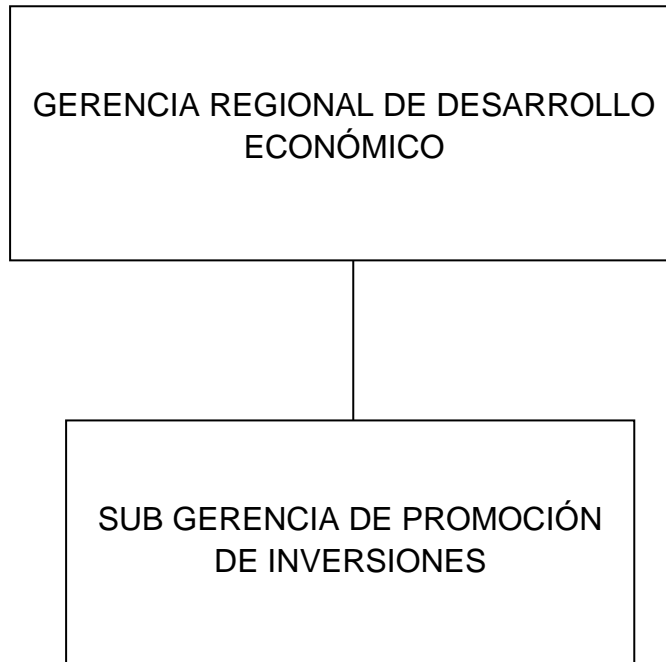 GERENCIA REGIONAL DE DESARROLLO
ECONÓMICO
SUB GERENCIA DE PROMOCIÓN
DE INVERSIONES